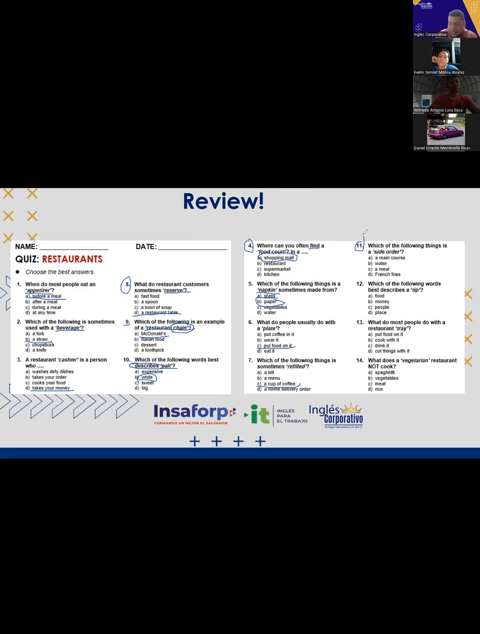 Inglés Corporativo
Evelin Yamilet Molina Alvarez
Wilfredo Antonio Luna Meza
Daniel Ernesto Membreño Rosa
Review!
NAME: DATE:
QUIZ: RESTAURANTS
Choose the best answers.
1. When do most people eat an 'appetizer'?
a) before a meal
b) after a meal
c) during a meal
d) at any time
2. Which of the following is sometimes used with a 'beverage'?
a) a fork
b) a straw
c) chopsticks
d) a knife
3. A restaurant 'cashier' is a person who ....
a) washes dirty dishes
b) takes your order
c) cooks your food
d) takes your money
8. What do restaurant customers sometimes 'reserve'?
a) fast food
b) a spoon
c) a bowl of soup
d) a restaurant table
9. Which of the following is an example of a 'restaurant chain'?
a) McDonald's
b) Italian food
c) dessert
d) a toothpick
10. Which of the following words best describes 'salt'?
a) expensive
b) white
c) sweet
d) big
4. Where can you often find a 'food court'? In a ....
a) shopping mall
b) restaurant
c) supermarket
d) kitchen
5. Which of the following things is a 'napkin' sometimes made from?
a) glass
b) paper
c) vegetables
d) water
6. What do people usually do with a 'pizza'?
a) put coffee in it
b) wear it
c) put food on it
d) eat it
7. Which of the following things is sometimes 'refilled'?
a) a bill
b) a menu
c) a cup of coffee
d) a home delivery order
11. Which of the following things is a 'side order'?
a) a main course
b) water
c) a meal
d) French fries
12. Which of the following words best describes a 'tip'?
a) food
b) money
c) people
d) place
13. What do most people do with a restaurant 'tray'?
a) put food on it
b) cook with it
c) drink it
d) cut things with it
14. What does a 'vegetarian' restaurant NOT cook?
a) spaghetti
b) vegetables
c) meat
d) rice
Insaforp
FORMANDO UN MEJOR EL SALVADOR
it
INGLÉS
PARA
EL TRABAJO
Inglés
Corporativo